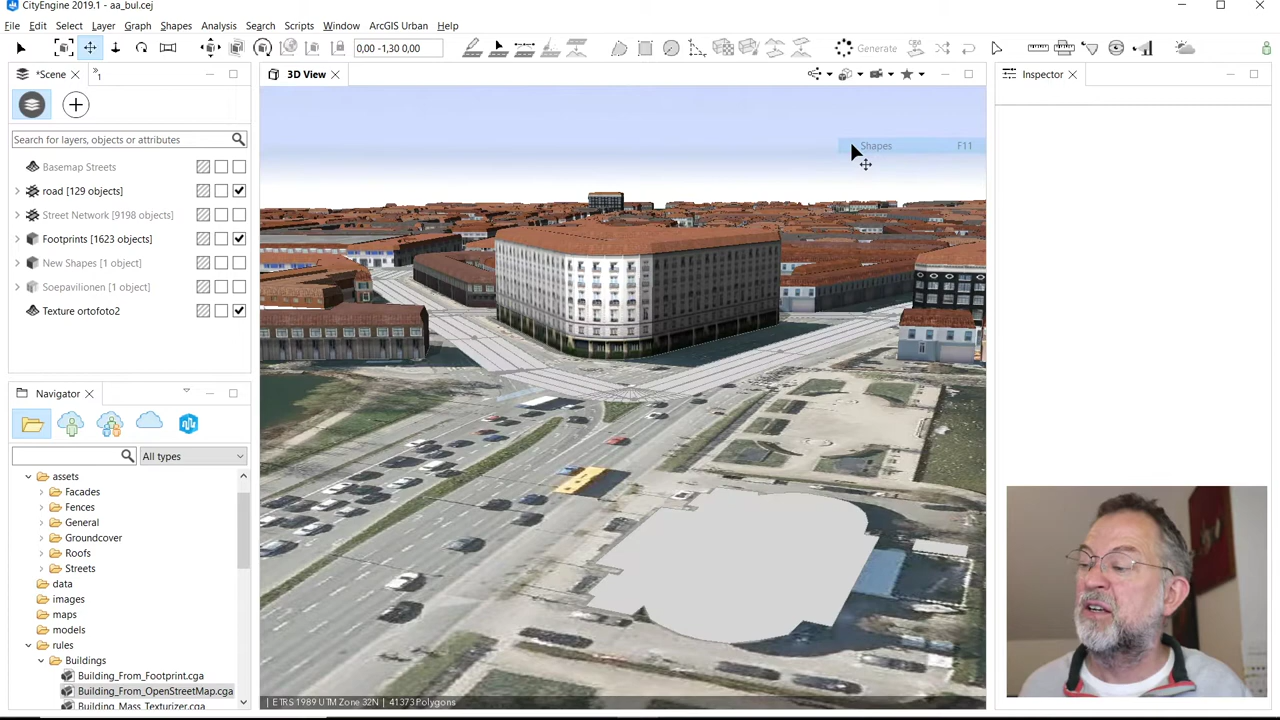 CityEngine 2019.1 - aa_bul.cej
File Edit Select Layer Graph Shapes Analysis Search Scripts Window ArcGIS Urban Help
0,00 -1,30 0,00
Generate
*Scene
»1
3D View
Inspector
Search for layers, objects or attributes
Shapes F11
Basemap Streets
road [129 objects]
Street Network [9198 objects]
Footprints [1623 objects]
New Shapes [1 object]
Soepavilionen [1 object]
Texture ortofoto2
Navigator
All types
assets
Facades
Fences
General
Groundcover
Roofs
Streets
data
images
maps
models
rules
Buildings
Building_From_Footprint.cga
Building_From_OpenStreetMap.cga
Building_Mass_Texturizer.cga
ETRS 1989 UTM Zone 32N | 41373 Polygons